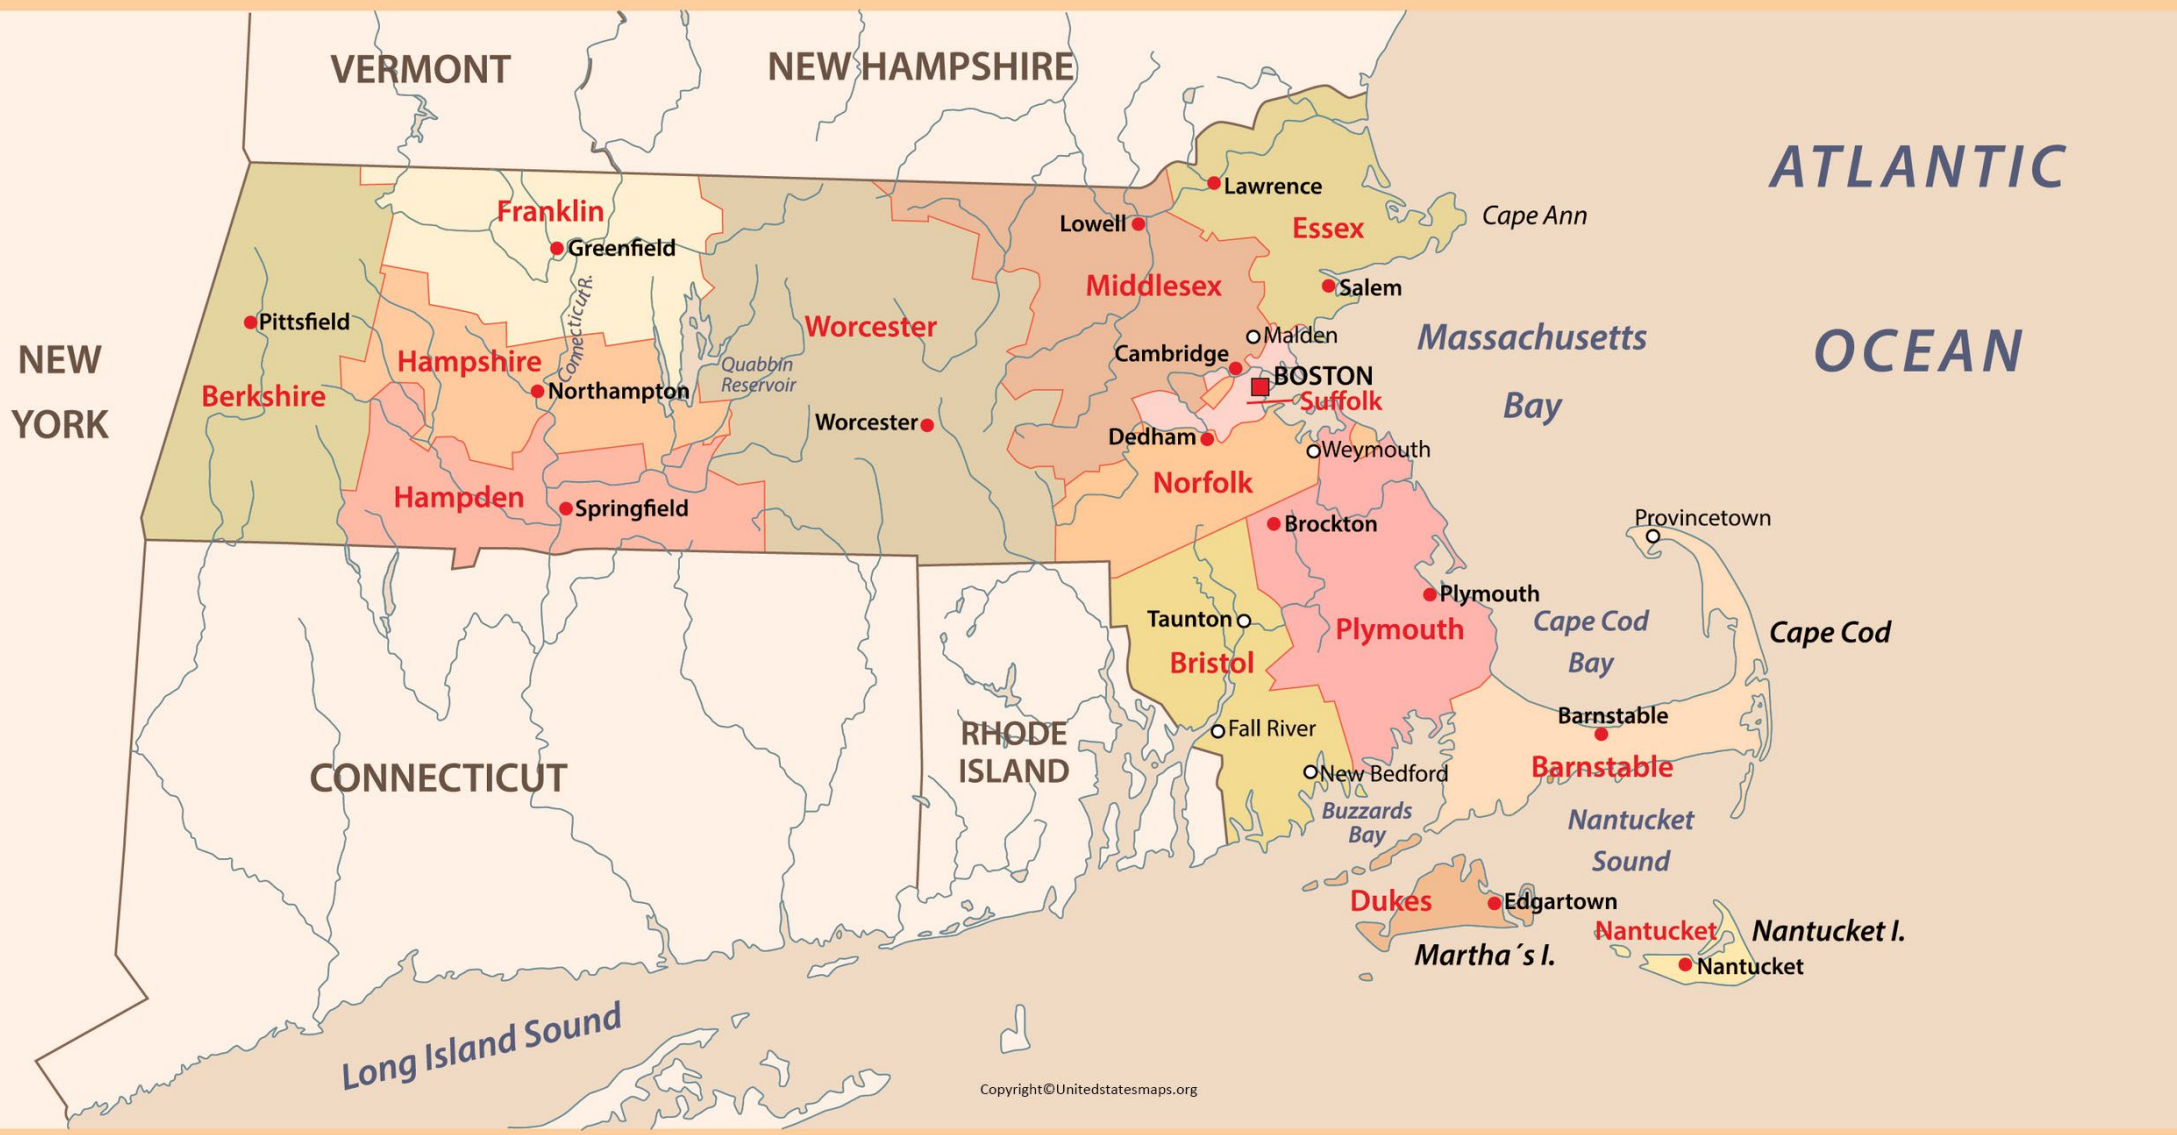 VERMONT
NEW HAMPSHIRE
ATLANTIC
OCEAN
Lawrence
Franklin
Lowell
Essex
Cape Ann
Greenfield
Connecticut R.
Middlesex
Salem
Pittsfield
Worcester
Malden
Massachusetts
Bay
NEW
YORK
Hampshire
Cambridge
Quabbin
Reservoir
BOSTON
Berkshire
Northampton
Suffolk
Worcester
Dedham
Weymouth
Hampden
Norfolk
Springfield
Brockton
Provincetown
Plymouth
Taunton
Plymouth
Cape Cod
Bay
Cape Cod
Bristol
Barnstable
Fall River
RHODE
ISLAND
Barnstable
CONNECTICUT
New Bedford
Buzzards
Bay
Nantucket
Sound
Dukes
Edgartown
Nantucket
Nantucket I.
Martha´s I.
Nantucket
Long Island Sound
Copyright©Unitedstatesmaps.org